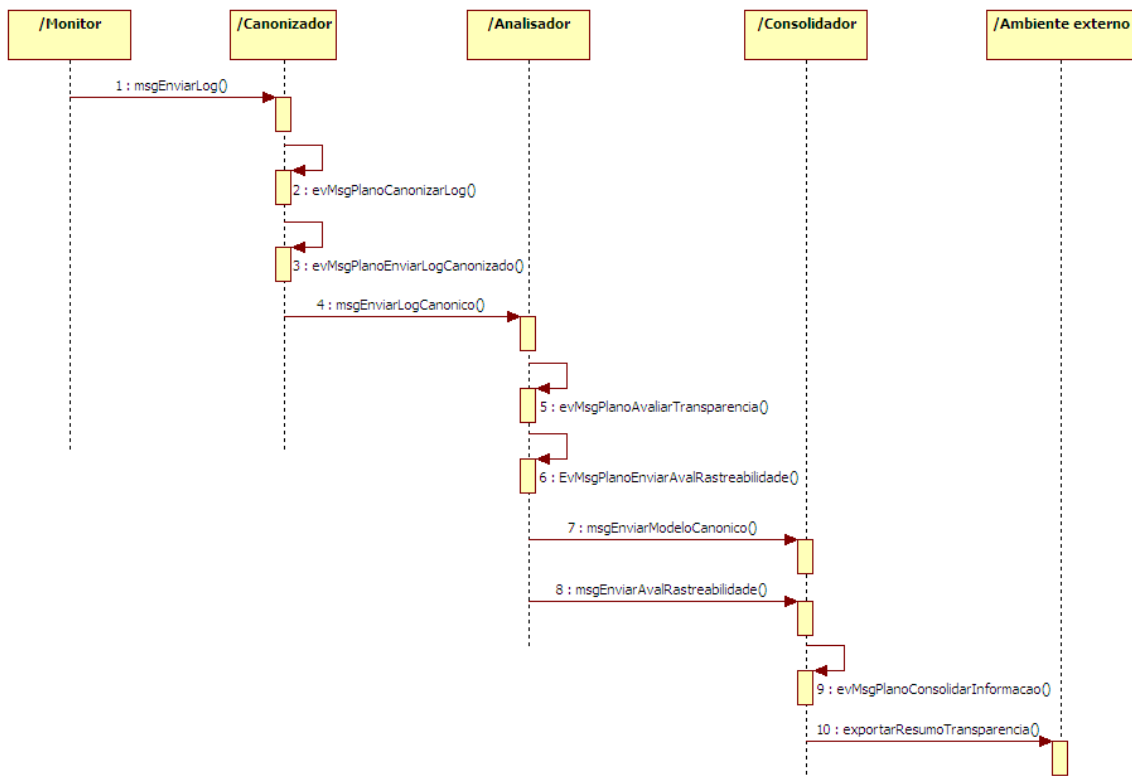 /Monitor
/Canonizador
/Analisador
/Consolidador
/Ambiente externo
1 : msgEnviarLog()
2 : evMsgPlanoCanonizarLog()
3 : evMsgPlanoEnviarLogCanonizado()
4 : msgEnviarLogCanonico()
5 : evMsgPlanoAvaliarTransparencia()
6 : EvMsgPlanoEnviarAvalRastreabilidade()
7 : msgEnviarModeloCanonico()
8 : msgEnviarAvalRastreabilidade()
9 : evMsgPlanoConsolidarInformacao()
10 : exportarResumoTransparencia()